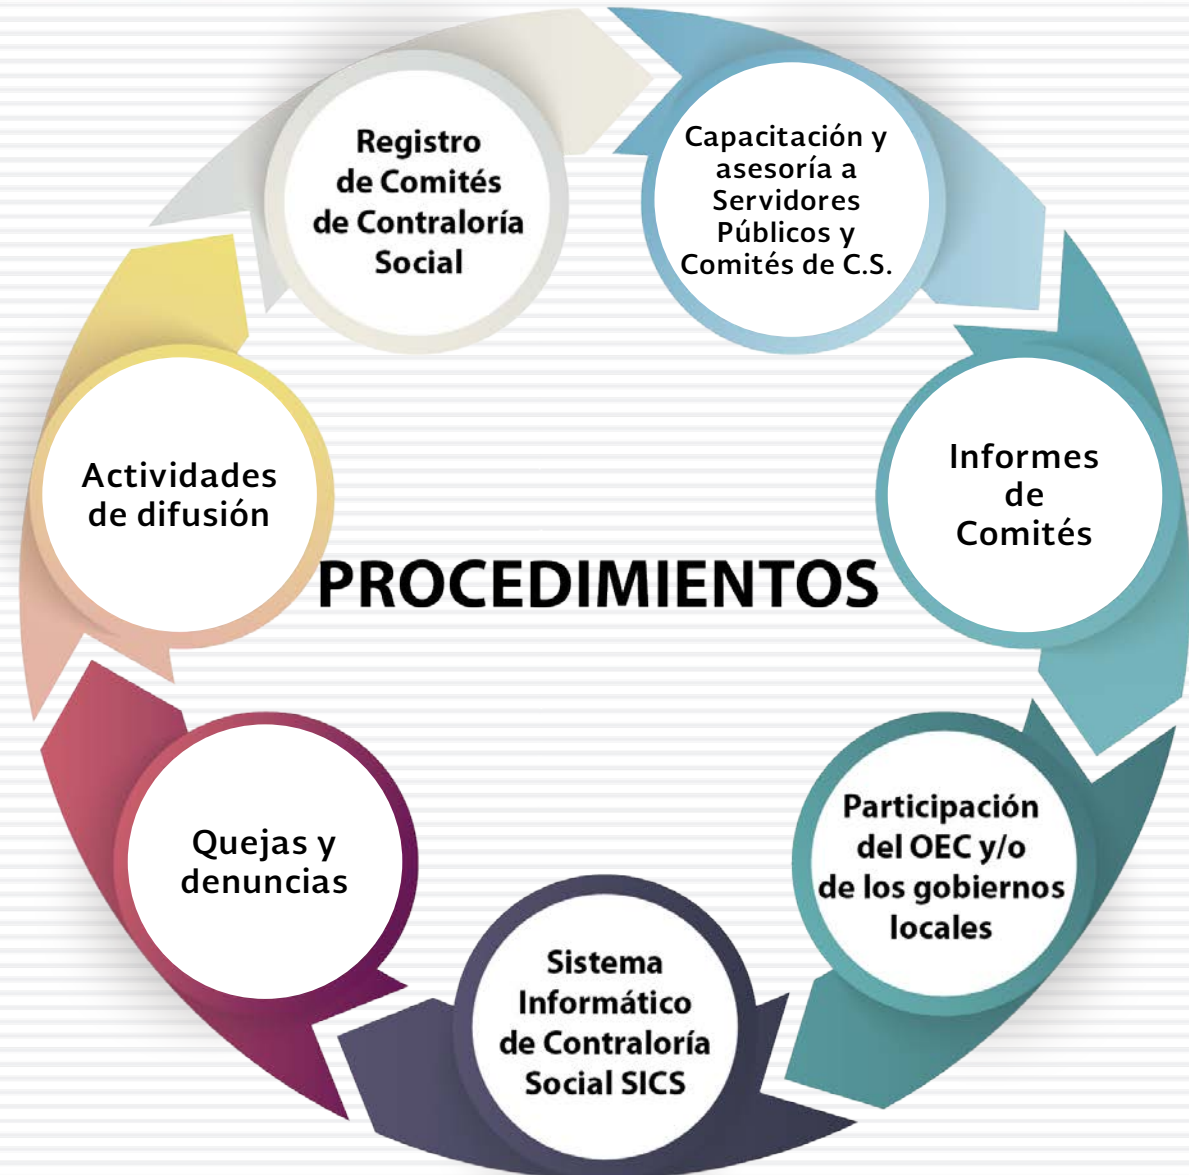 Registro
de Comités
de Contraloría
Social
Capacitación y
asesoría a
Servidores
Públicos y
Comités de C.S.
Informes
de
Comités
Participación
del OEC y/o
de los gobiernos
locales
Sistema
Informático
de Contraloría
Social SICS
Quejas y
denuncias
Actividades
de difusión
PROCEDIMIENTOS